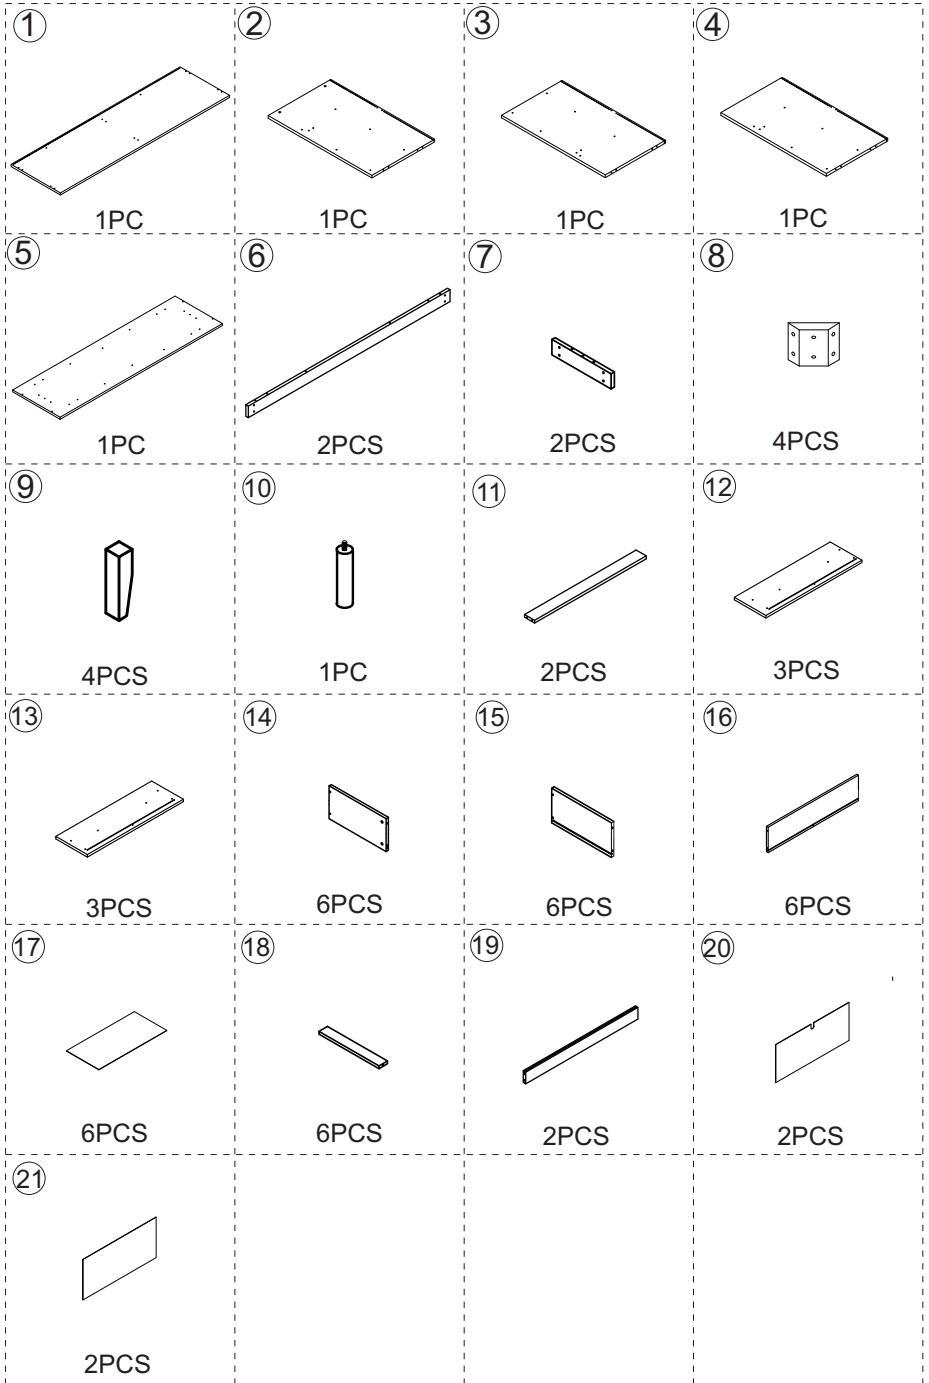 ① ② ③ ④
1PC 1PC 1PC 1PC
⑤ ⑥ ⑦ ⑧
1PC 2PCS 2PCS 4PCS
⑨ ⑩ ⑪ ⑫
4PCS 1PC 2PCS 3PCS
⑬ ⑭ ⑮ ⑯
3PCS 6PCS 6PCS 6PCS
⑰ ⑱ ⑲ ⑳
6PCS 6PCS 2PCS 2PCS
㉑
2PCS